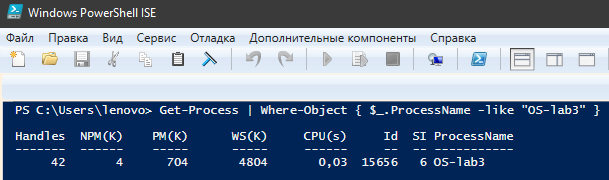 Windows PowerShell ISE
Файл Правка Вид Сервис Отладка Дополнительные компоненты Справка
PS C:\Users\lenovo> Get-Process | Where-Object { $_.ProcessName -like "OS-lab3" }
Handles NPM(K) PM(K) WS(K) CPU(s) Id SI ProcessName
------- ------ ----- ----- ------ -- -- -----------
42 4 704 4804 0,03 15656 6 OS-lab3